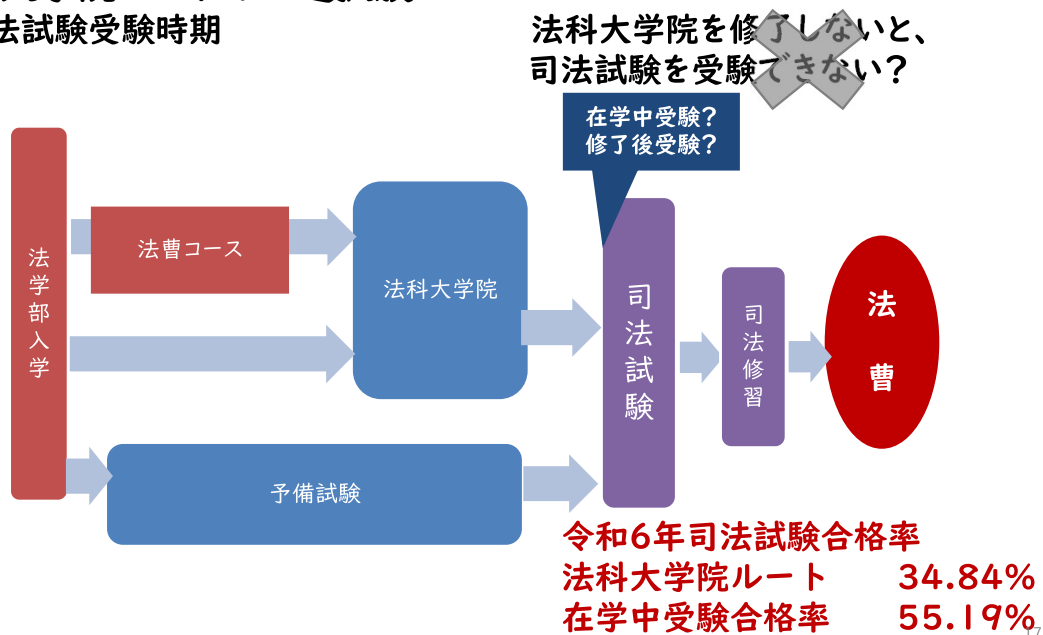 法試験受験時期
法科大学院を修了しないと、
司法試験を受験できない？
在学中受験?
修了後受験?
法学部入学
法曹コース
法科大学院
予備試験
司法試験
司法修習
法曹
令和6年司法試験合格率
法科大学院ルート 34.84%
在学中受験合格率 55.19%
17